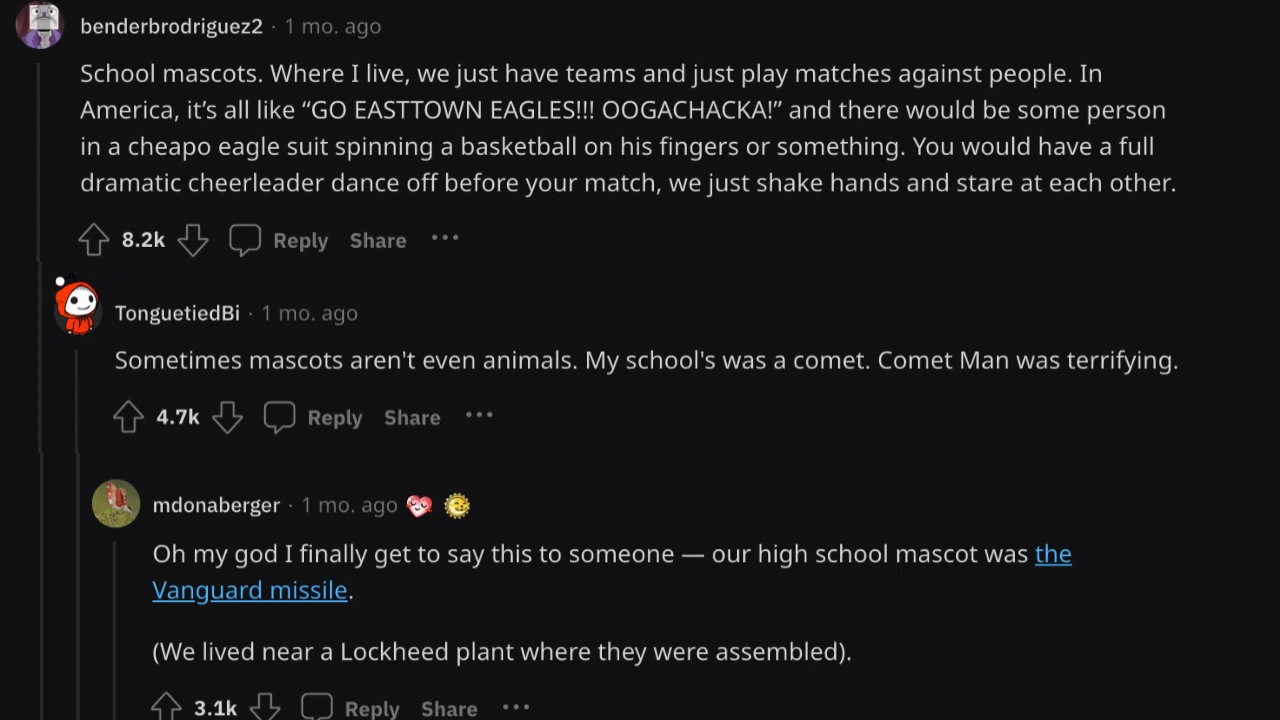 benderbrodriguez2 · 1 mo. ago
School mascots. Where I live, we just have teams and just play matches against people. In
America, it’s all like “GO EASTTOWN EAGLES!!! OOGACHACKA!” and there would be some person
in a cheapo eagle suit spinning a basketball on his fingers or something. You would have a full
dramatic cheerleader dance off before your match, we just shake hands and stare at each other.
8.2k Reply Share ···
TonguetiedBi · 1 mo. ago
Sometimes mascots aren't even animals. My school's was a comet. Comet Man was terrifying.
4.7k Reply Share ···
mdonaberger · 1 mo. ago
Oh my god I finally get to say this to someone — our high school mascot was the
Vanguard missile.
(We lived near a Lockheed plant where they were assembled).
3.1k Reply Share ···